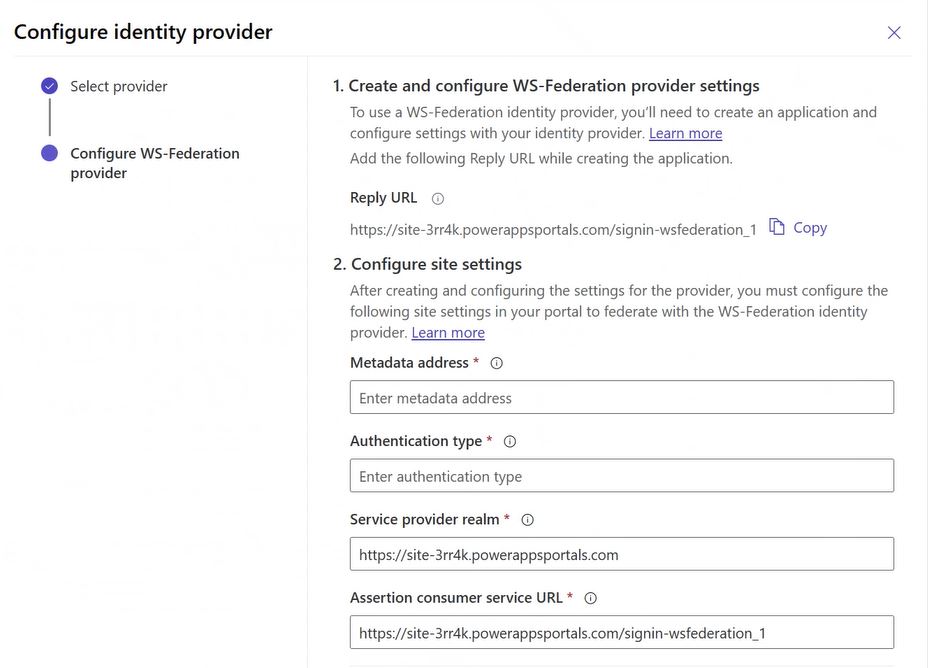 Configure identity provider
Select provider
Configure WS-Federation
provider
1. Create and configure WS-Federation provider settings
To use a WS-Federation identity provider, you’ll need to create an application and
configure settings with your identity provider. Learn more
Add the following Reply URL while creating the application.
Reply URL
https://site-3rr4k.powerappsportals.com/signin-wsfederation_1 Copy
2. Configure site settings
After creating and configuring the settings for the provider, you must configure the
following site settings in your portal to federate with the WS-Federation identity
provider. Learn more
Metadata address *
Enter metadata address
Authentication type *
Enter authentication type
Service provider realm *
https://site-3rr4k.powerappsportals.com
Assertion consumer service URL *
https://site-3rr4k.powerappsportals.com/signin-wsfederation_1